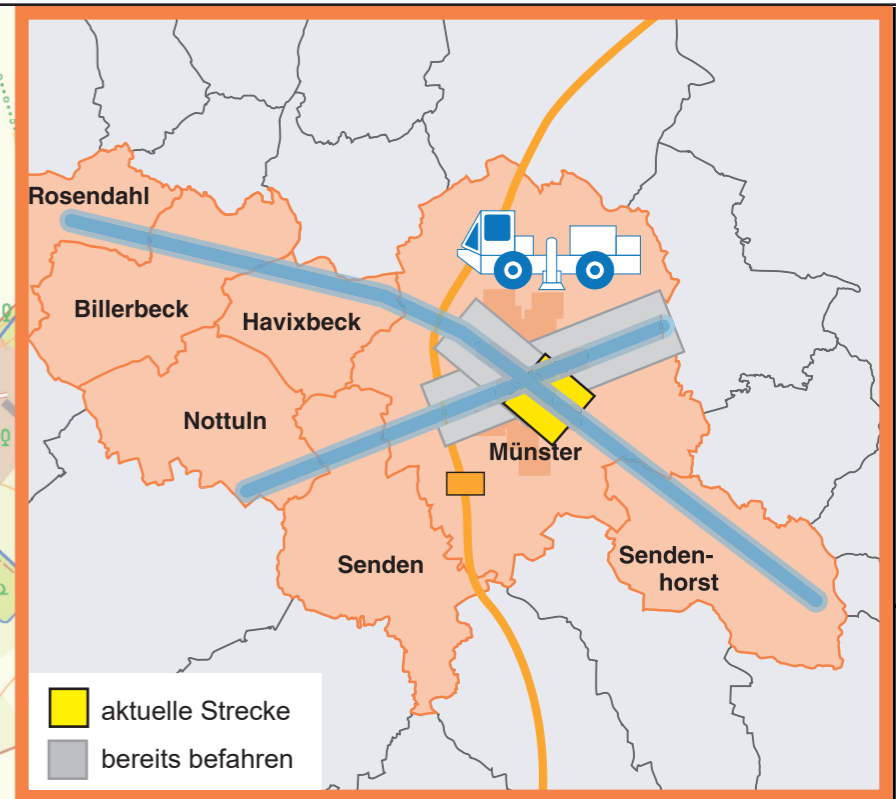 Rosendahl
Billerbeck
Havixbeck
Nottuln
Münster
Senden
Senden-
horst
aktuelle Strecke
bereits befahren